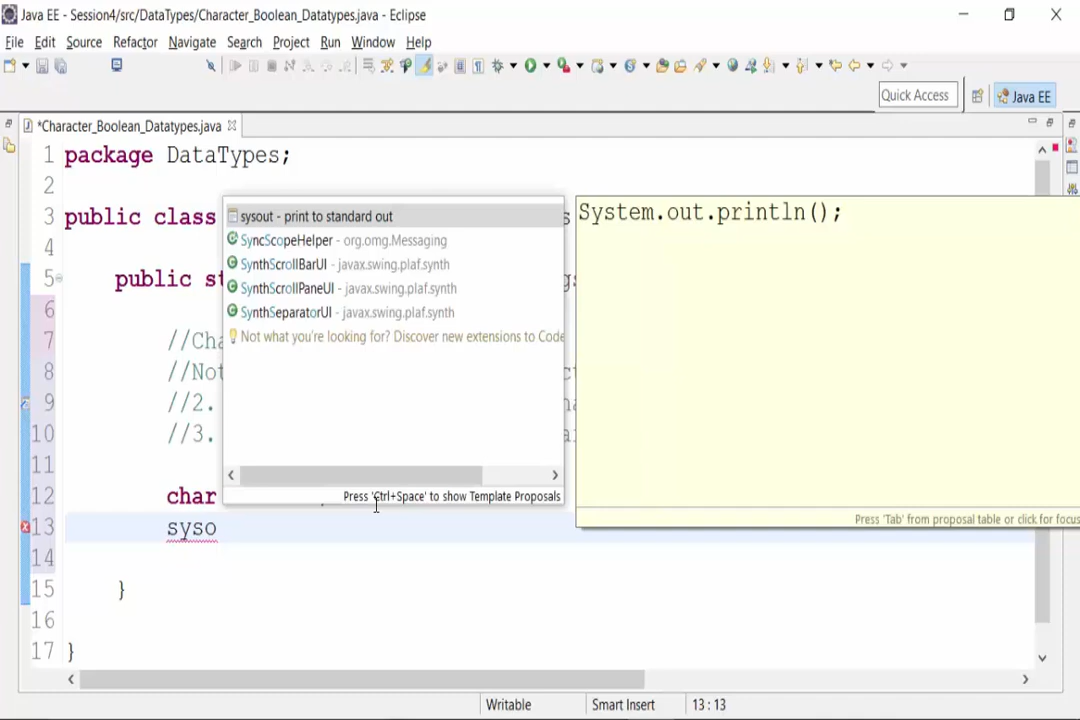 Java EE - Session4/src/DataTypes/Character_Boolean_Datatypes.java - Eclipse
File Edit Source Refactor Navigate Search Project Run Window Help
Quick Access
Java EE
*Character_Boolean_Datatypes.java
1 package DataTypes;
2
3 public class
4
5 public st
6
7 //Cha
8 //Not
9 //2.
10 //3.
11
12 char
13 syso
14
15 }
16
17 }
sysout - print to standard out
SyncScopeHelper - org.omg.Messaging
SynthScrollBarUI - javax.swing.plaf.synth
SynthScrollPaneUI - javax.swing.plaf.synth
SynthSeparatorUI - javax.swing.plaf.synth
Not what you're looking for? Discover new extensions to Code
Press 'Ctrl+Space' to show Template Proposals
System.out.println();
Press 'Tab' from proposal table or click for focus
Writable
Smart Insert
13 : 13